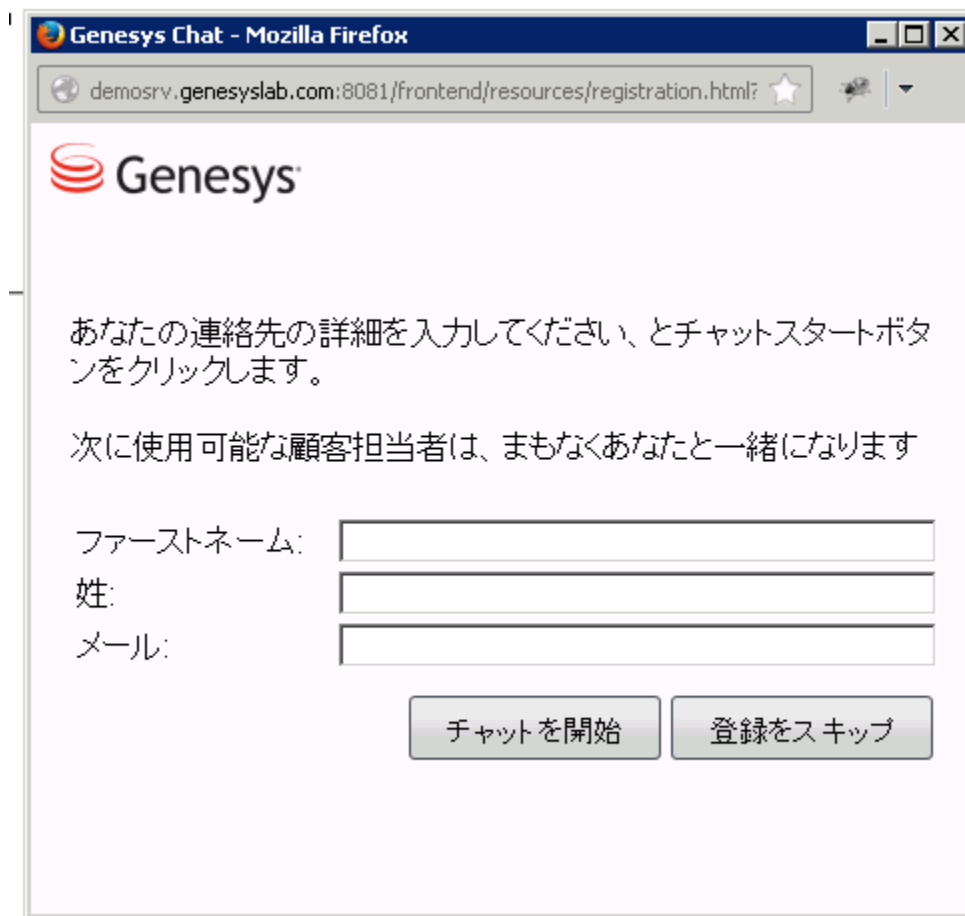 Genesys Chat - Mozilla Firefox
demosrv.genesyslab.com:8081/frontend/resources/registration.html?
Genesys
あなたの連絡先の詳細を入力してください、とチャットスタートボタ
ンをクリックします。
次に使用可能な顧客担当者は、まもなくあなたと一緒になります
ファーストネーム:
姓:
メール:
チャットを開始 登録をスキップ